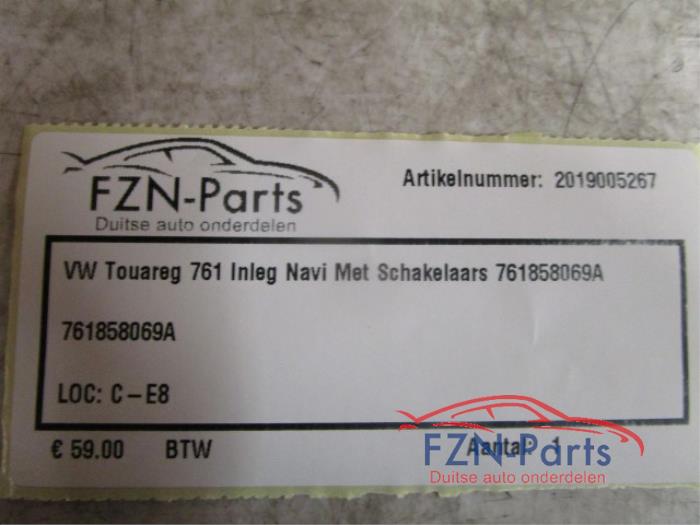 FZN-Parts
Duitse auto onderdelen
Artikelnummer: 2019005267
VW Touareg 761 Inleg Navi Met Schakelaars 761858069A
761858069A
LOC: C-E8
€ 59.00 BTW Aantal: 1
FZN-Parts
Duitse auto onderdelen